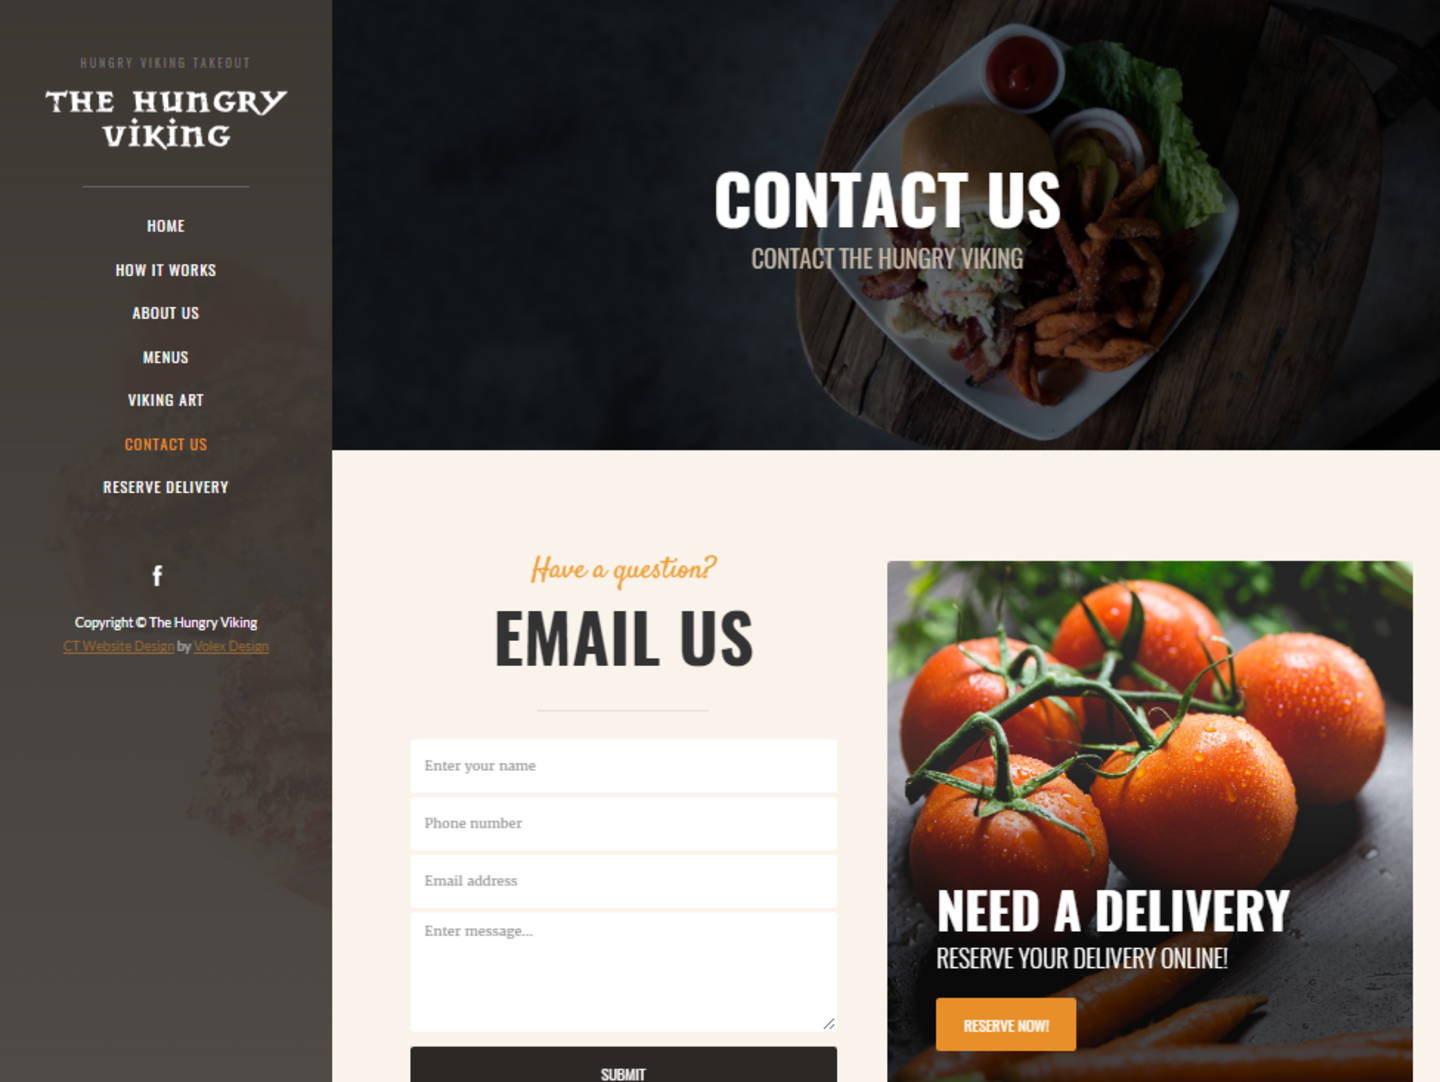 HUNGRY VIKING TAKEOUT
THE HUNGRY
VIKING
HOME
HOW IT WORKS
ABOUT US
MENUS
VIKING ART
CONTACT US
RESERVE DELIVERY
f
Copyright © The Hungry Viking
CT Website Design by Volex Design
CONTACT US
CONTACT THE HUNGRY VIKING
Have a question?
EMAIL US
Enter your name
Phone number
Email address
Enter message...
SUBMIT
NEED A DELIVERY
RESERVE YOUR DELIVERY ONLINE!
RESERVE NOW!